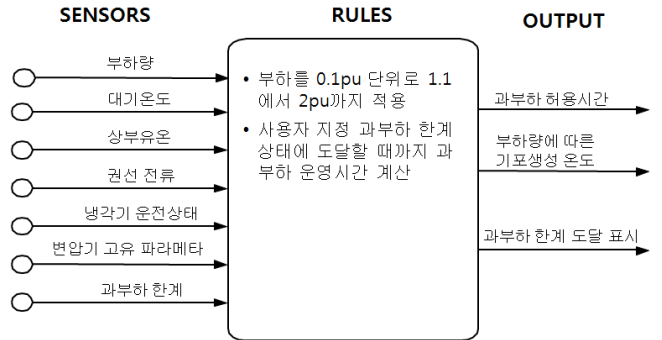 SENSORS
RULES
OUTPUT
부하량
대기온도
상부유온
권선 전류
냉각기 운전상태
변압기 고유 파라메타
과부하 한계
• 부하를 0.1pu 단위로 1.1
에서 2pu까지 적용
• 사용자 지정 과부하 한계
상태에 도달할 때까지 과
부하 운영시간 계산
과부하 허용시간
부하량에 따른
기포생성 온도
과부하 한계 도달 표시